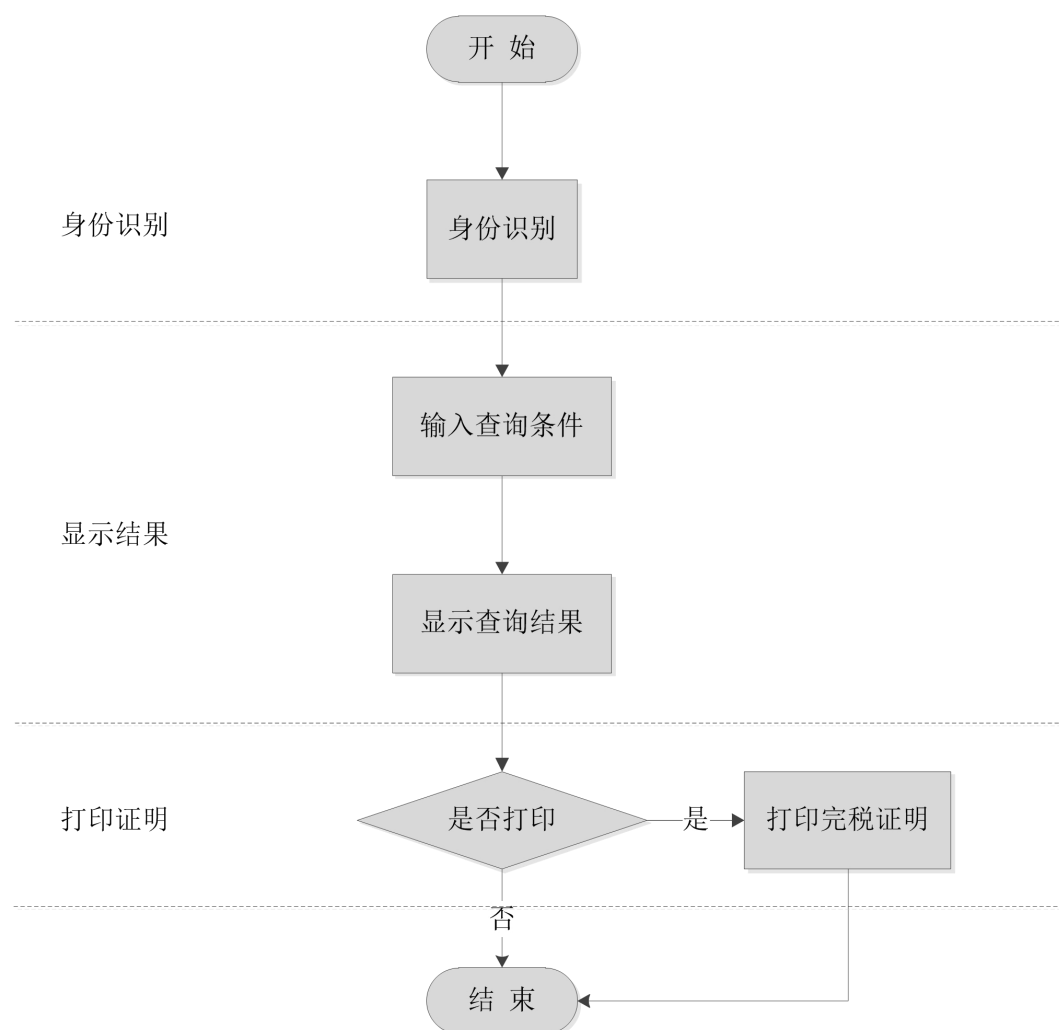 开 始
身份识别
身份识别
输入查询条件
显示结果
显示查询结果
打印证明
是否打印
是
打印完税证明
否
结 束